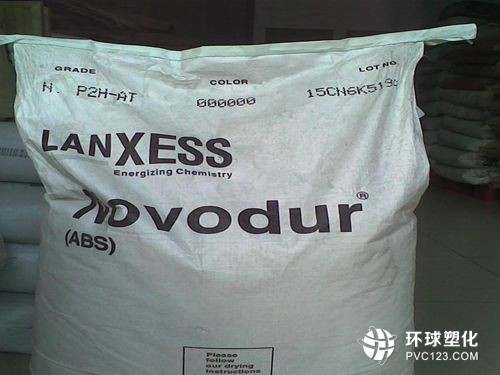 GRADE COLOR LOT NO
N. P2H-AT 000000
LANXESS
Energizing Chemistry
Novodur®
(ABS)
Please
follow
our drying
instructions
环球塑化
PVC123.COM